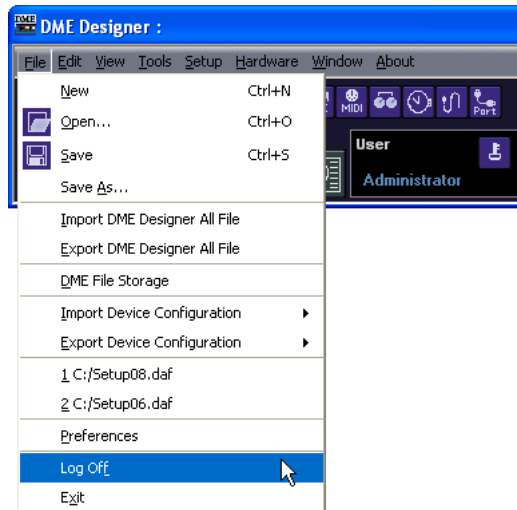 DME DME Designer :
File Edit View Tools Setup Hardware Window About
New Ctrl+N
MIDI Port
Open... Ctrl+O
Save Ctrl+S
User
Save As...
Administrator
Import DME Designer All File
Export DME Designer All File
DME File Storage
Import Device Configuration
Export Device Configuration
1 C:/Setup08.daf
2 C:/Setup06.daf
Preferences
Log Off
Exit